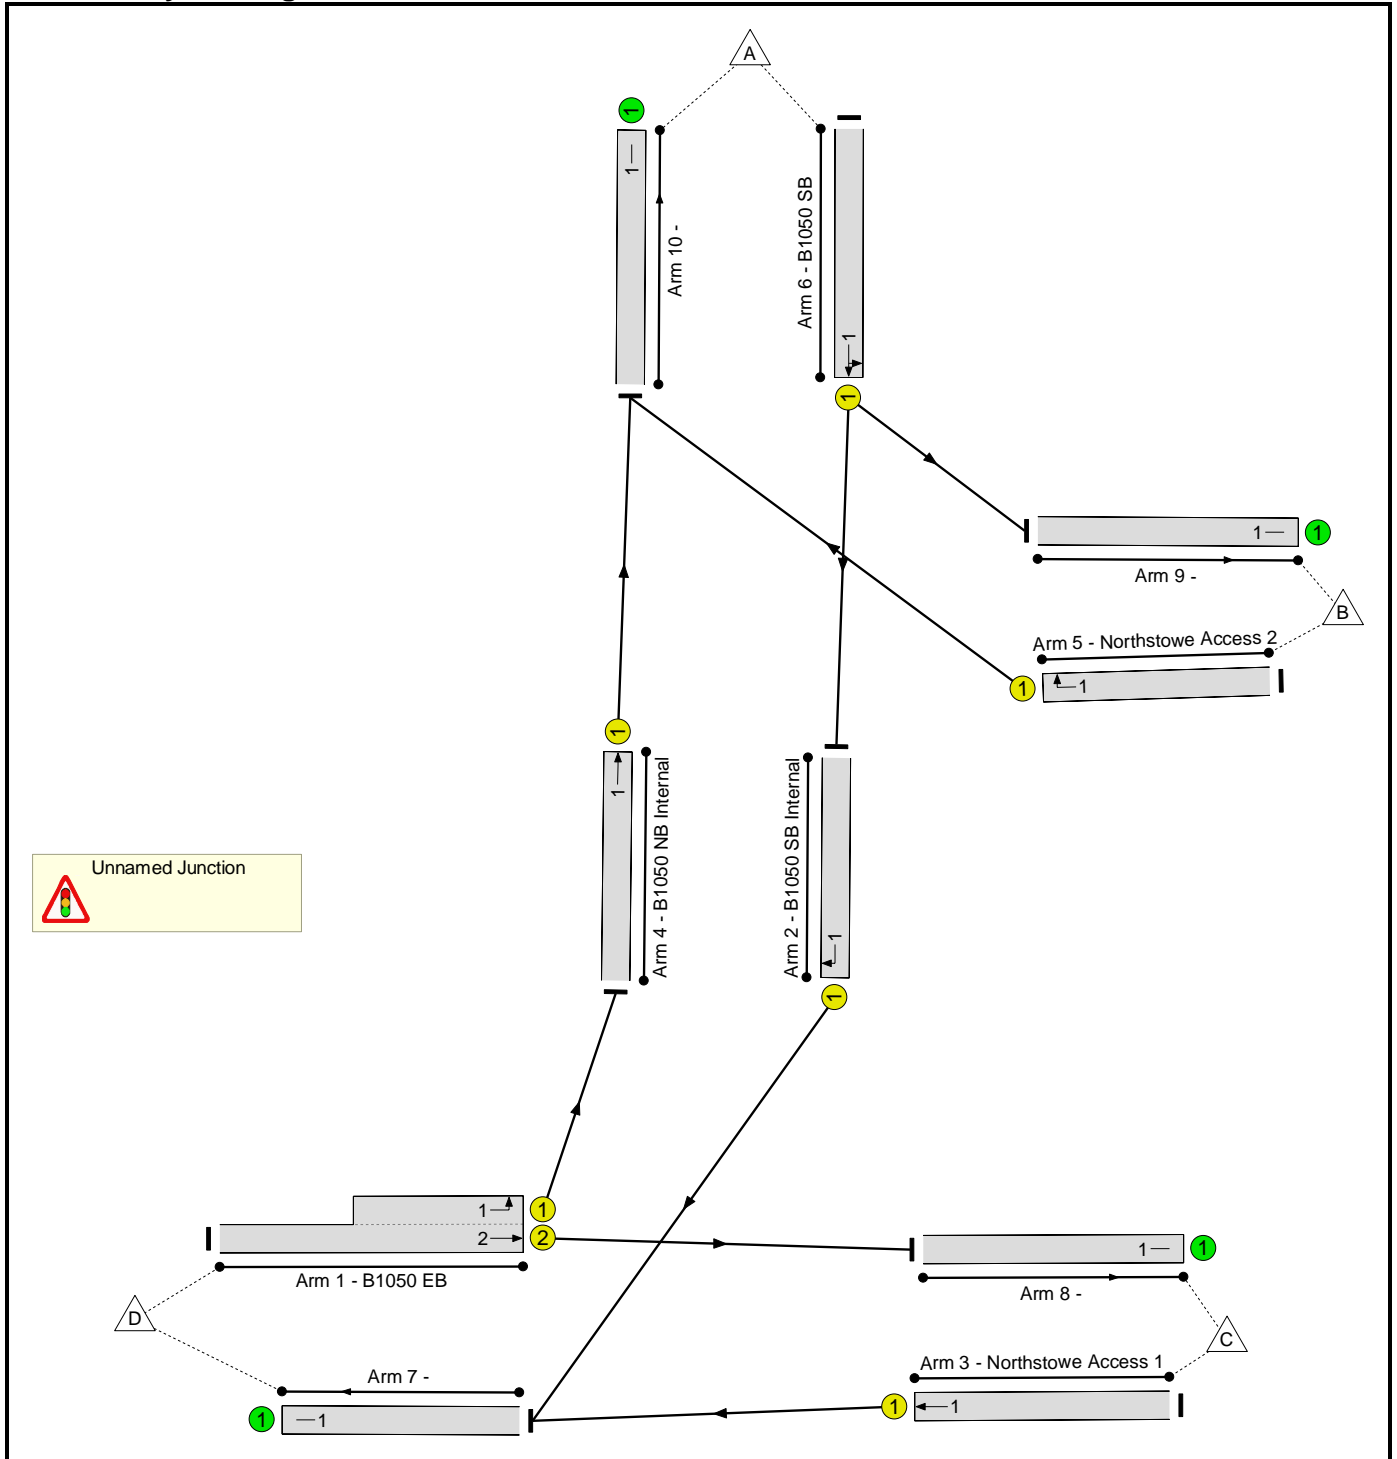 A
1
1
Arm 10 -
Arm 6 - B1050 SB
1
1
1
1
Arm 9 -
B
Arm 5 - Northstowe Access 2
1
1
1
1
Arm 4 - B1050 NB Internal
Arm 2 - B1050 SB Internal
1
1
Unnamed Junction
1
1
2
2
Arm 1 - B1050 EB
D
1
1
Arm 8 -
C
Arm 7 -
1
1
Arm 3 - Northstowe Access 1
1
1